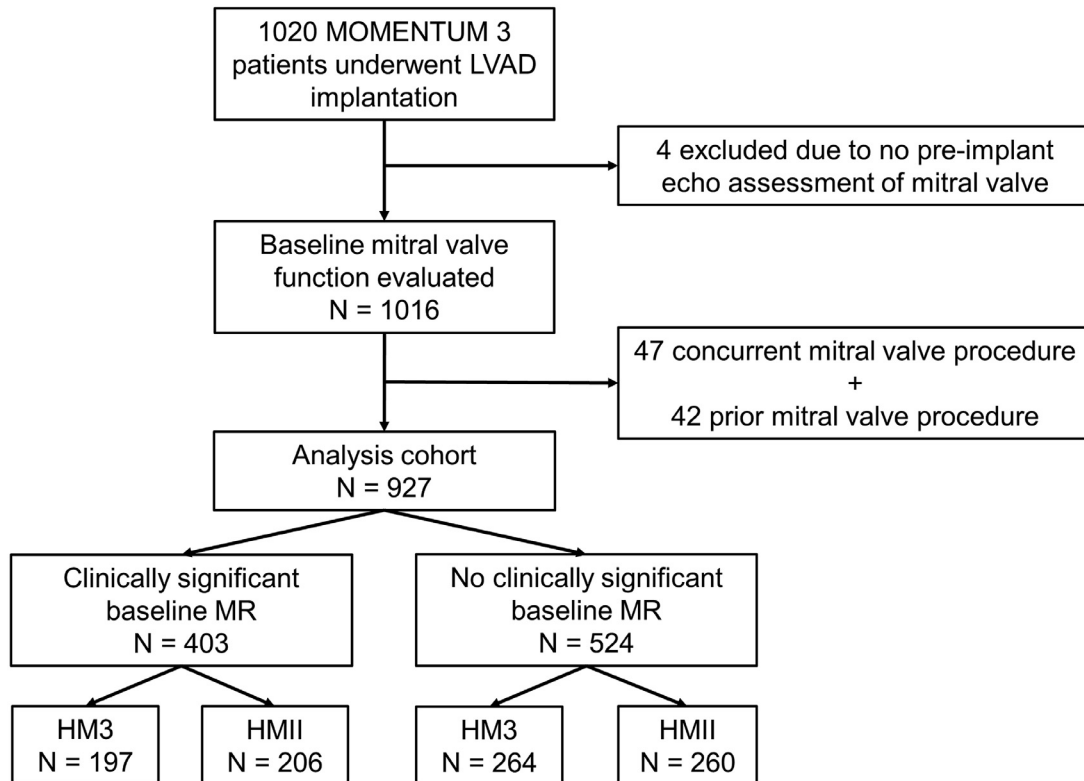 1020 MOMENTUM 3
patients underwent LVAD
implantation
4 excluded due to no pre-implant
echo assessment of mitral valve
Baseline mitral valve
function evaluated
N = 1016
47 concurrent mitral valve procedure
+
42 prior mitral valve procedure
Analysis cohort
N = 927
Clinically significant
baseline MR
N = 403
No clinically significant
baseline MR
N = 524
HM3
N = 197
HMII
N = 206
HM3
N = 264
HMII
N = 260